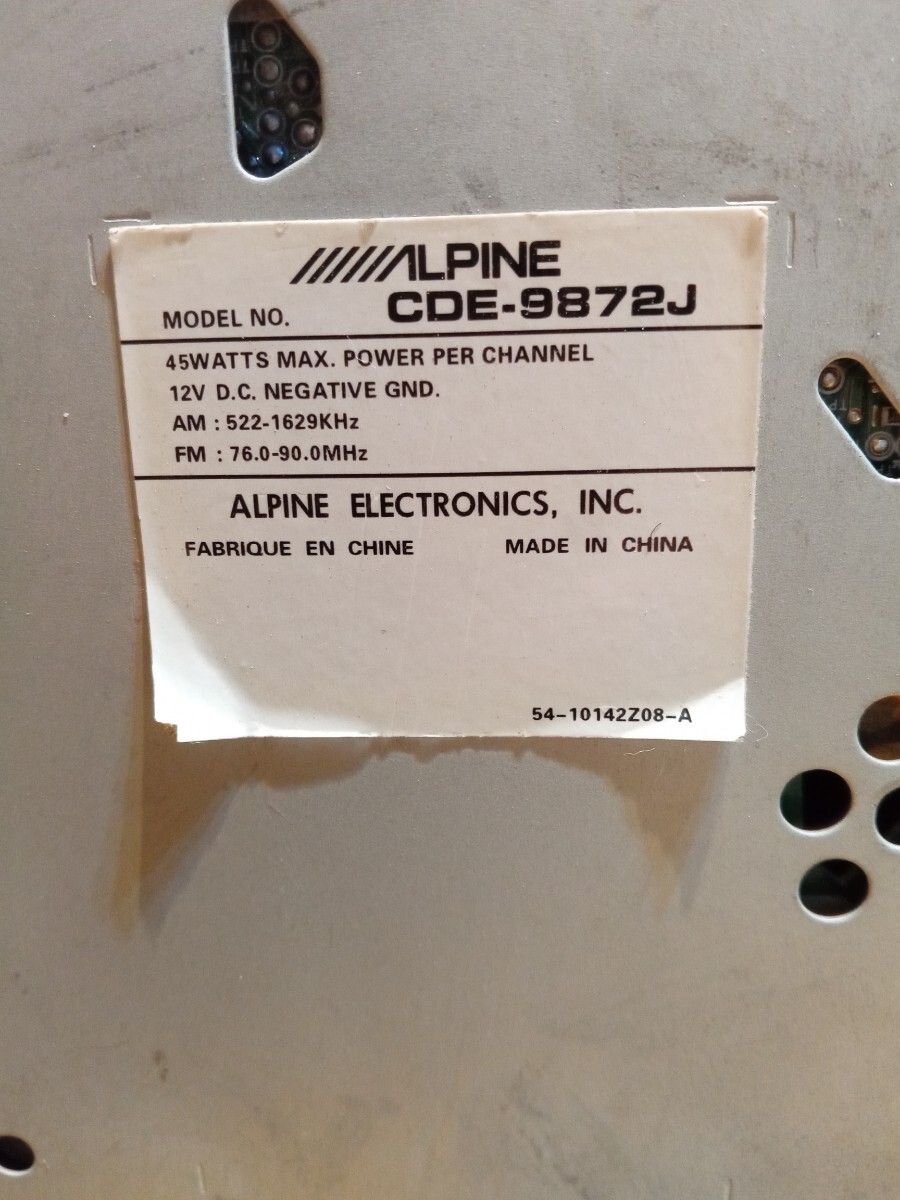 ALPINE
MODEL NO. CDE-9872J
45WATTS MAX. POWER PER CHANNEL
12V D.C. NEGATIVE GND.
AM : 522-1629KHz
FM : 76.0-90.0MHz
ALPINE ELECTRONICS, INC.
FABRIQUE EN CHINE MADE IN CHINA
54-10142Z08-A